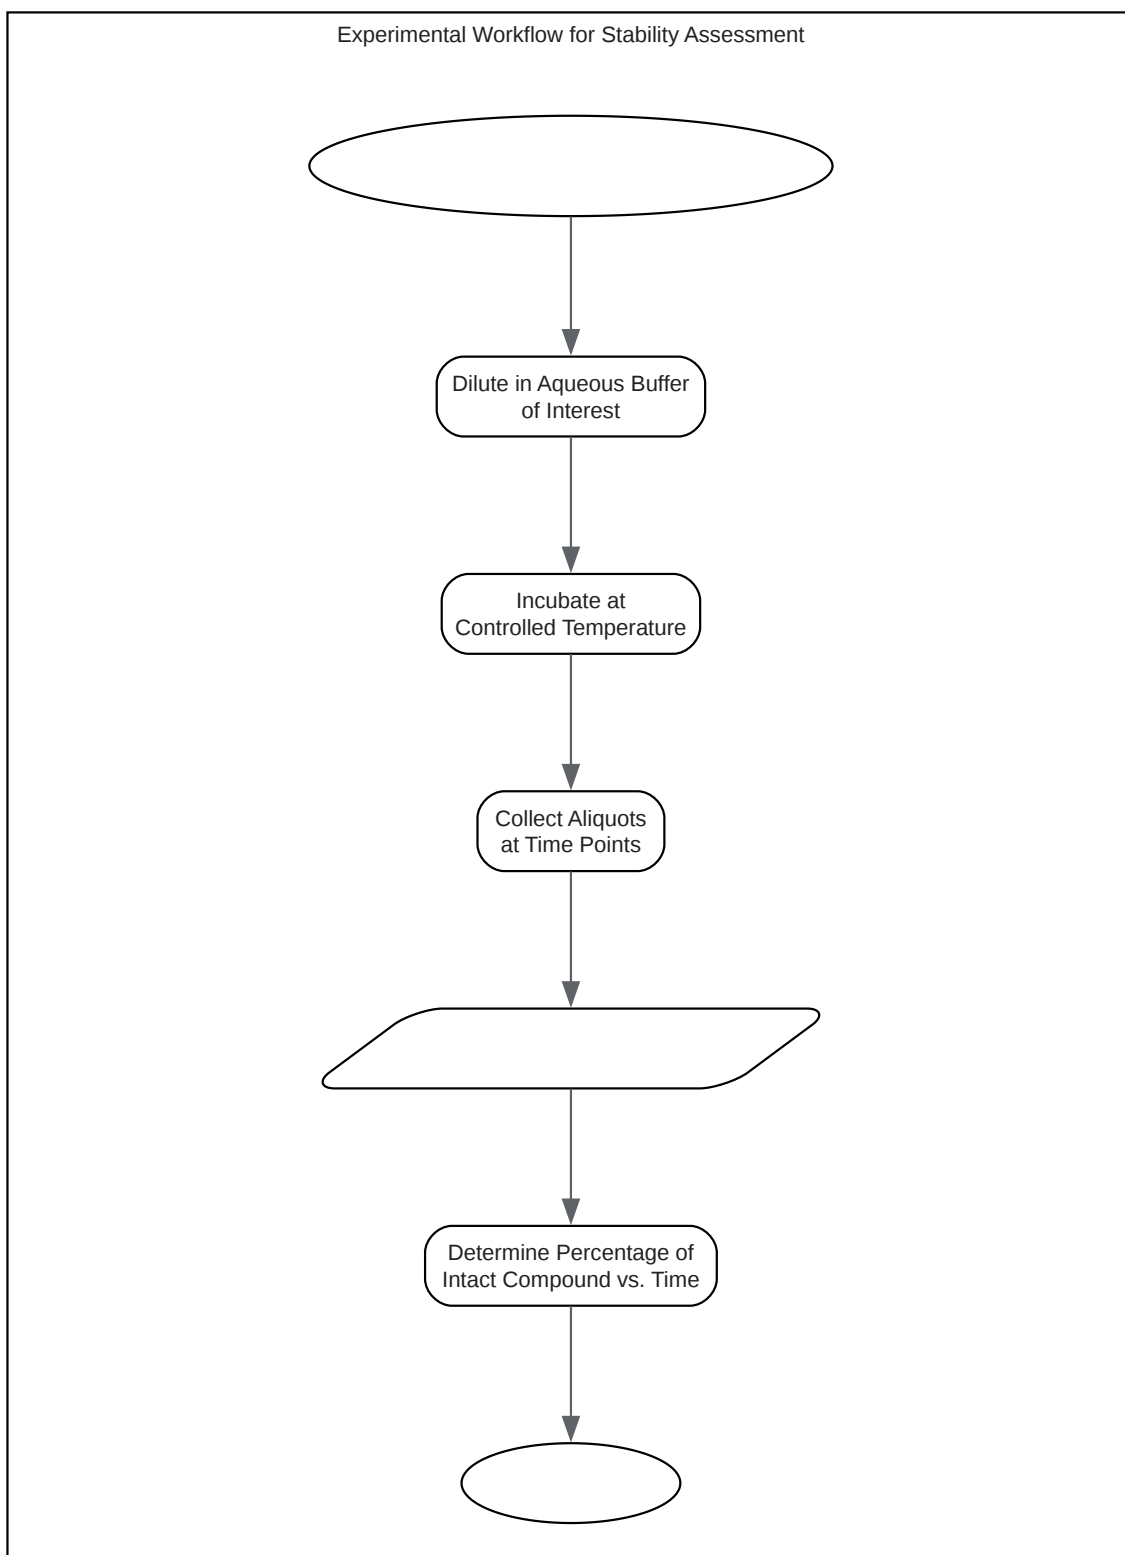 Experimental Workflow for Stability Assessment
Dilute in Aqueous Buffer
of Interest
Incubate at
Controlled Temperature
Collect Aliquots
at Time Points
Determine Percentage of
Intact Compound vs. Time